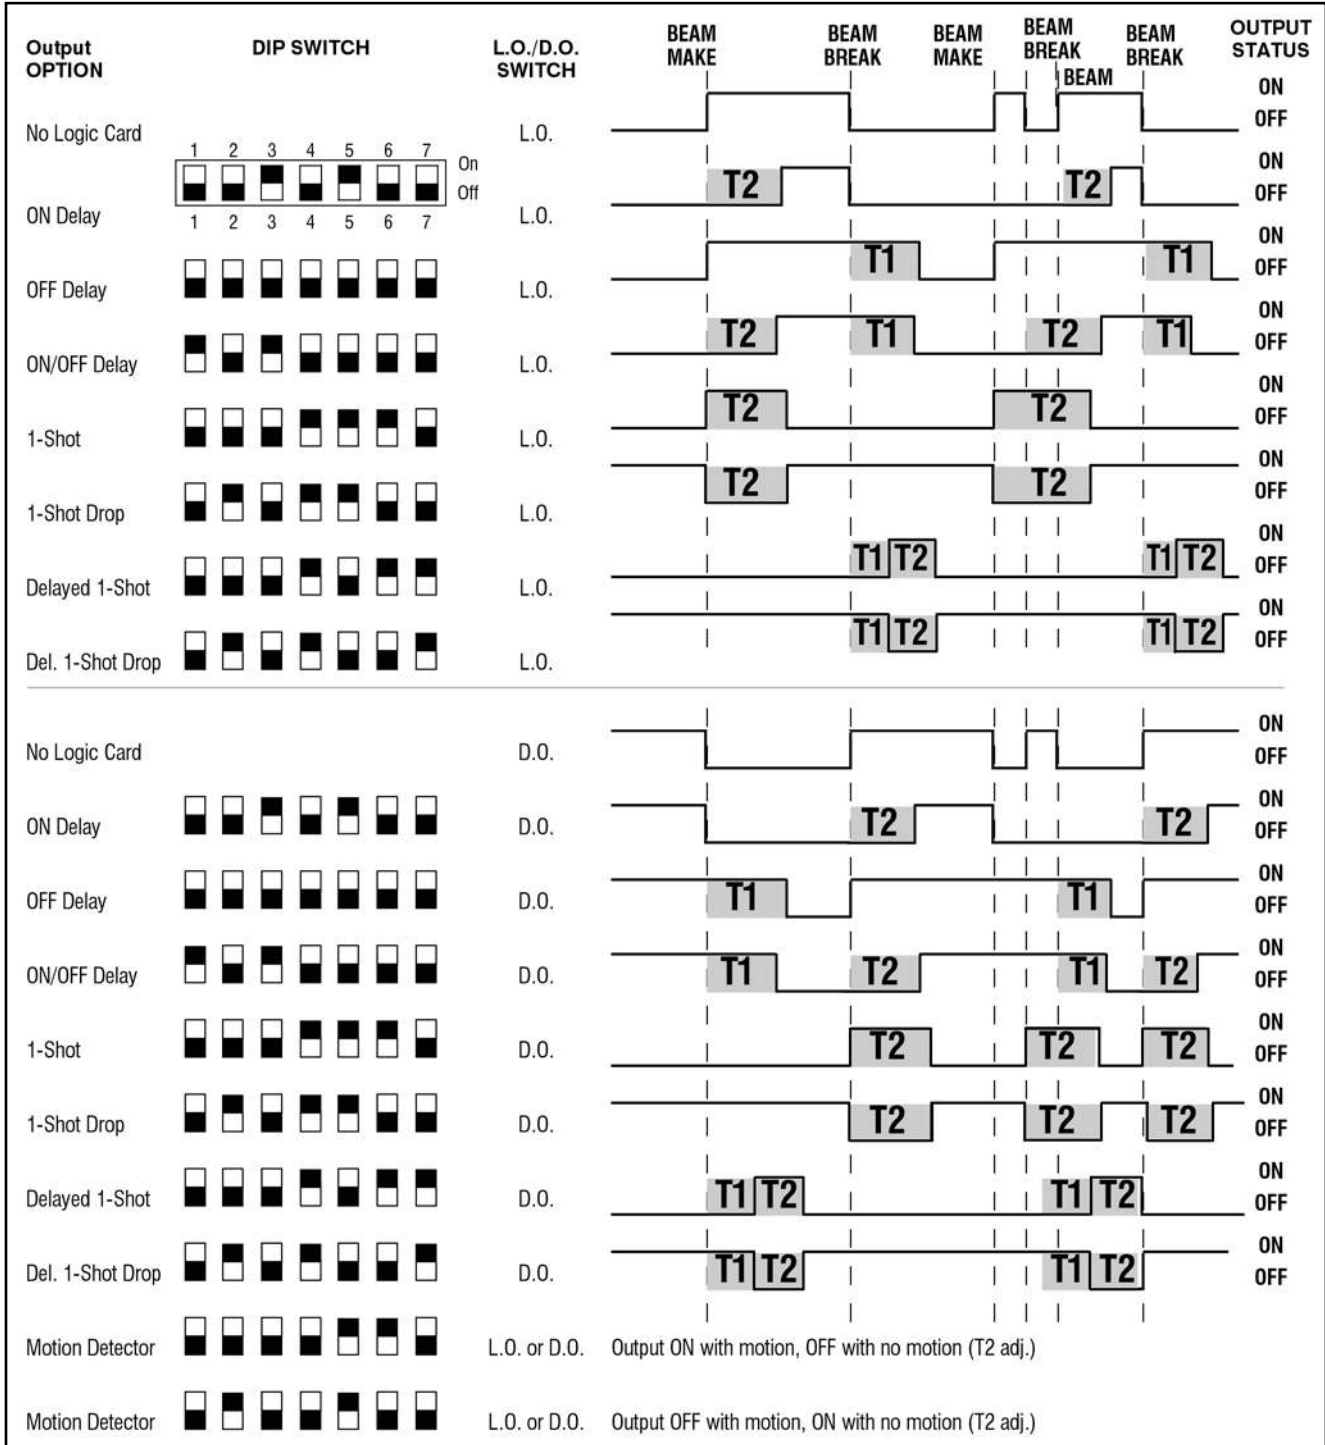 Output OPTION
DIP SWITCH
L.O./D.O. SWITCH
BEAM MAKE
BEAM BREAK
BEAM MAKE
BEAM BREAK
BEAM
BEAM BREAK
OUTPUT STATUS
No Logic Card L.O. ON OFF
1 2 3 4 5 6 7 On
Off
ON Delay 1 2 3 4 5 6 7 L.O. T2 T2 ON OFF
OFF Delay L.O. T1 T1 ON OFF
ON/OFF Delay L.O. T2 T1 T2 T1 ON OFF
1-Shot L.O. T2 T2 ON OFF
1-Shot Drop L.O. T2 T2 ON OFF
Delayed 1-Shot L.O. T1 T2 T1 T2 ON OFF
Del. 1-Shot Drop L.O. T1 T2 T1 T2 ON OFF
No Logic Card D.O. ON OFF
ON Delay D.O. T2 T2 ON OFF
OFF Delay D.O. T1 T1 ON OFF
ON/OFF Delay D.O. T1 T2 T1 T2 ON OFF
1-Shot D.O. T2 T2 T2 ON OFF
1-Shot Drop D.O. T2 T2 T2 ON OFF
Delayed 1-Shot D.O. T1 T2 T1 T2 ON OFF
Del. 1-Shot Drop D.O. T1 T2 T1 T2 ON OFF
Motion Detector L.O. or D.O. Output ON with motion, OFF with no motion (T2 adj.)
Motion Detector L.O. or D.O. Output OFF with motion, ON with no motion (T2 adj.)